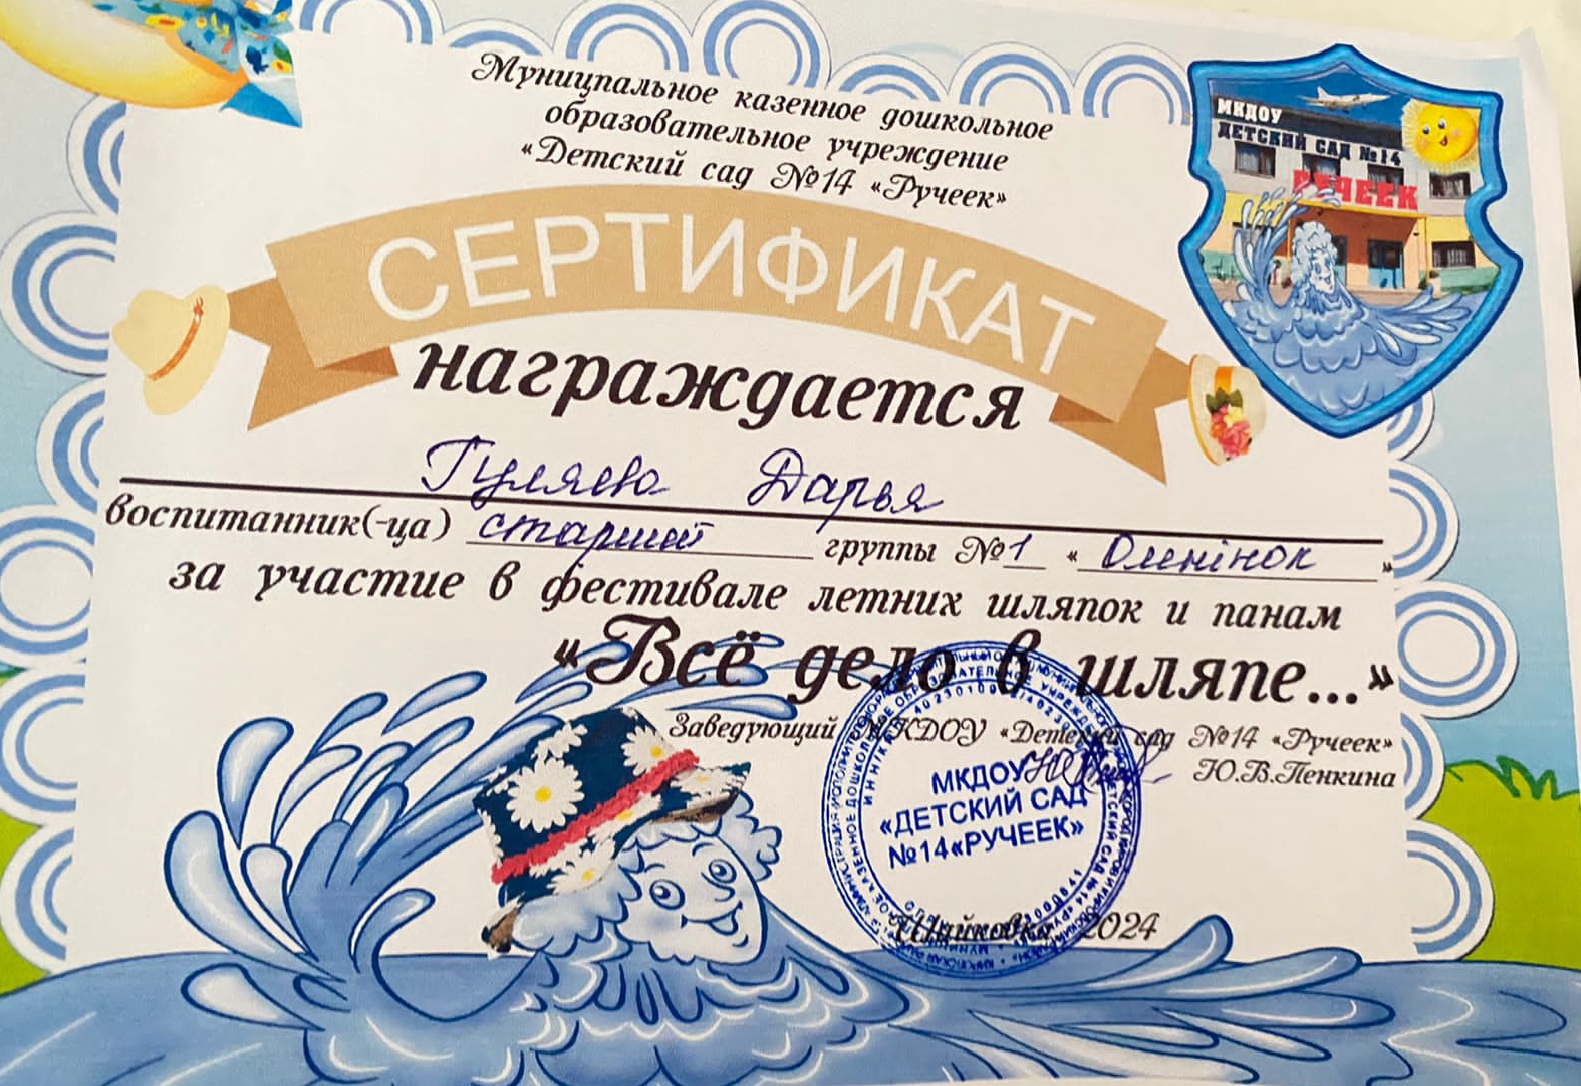 Муниципальное казенное дошкольное
образовательное учреждение
«Детский сад №14 «Ручеек»
МКДОУ
ДЕТСКИЙ САД №14
РУЧЕЕК
СЕРТИФИКАТ
награждается
Гуляева Дарья
воспитанник(-ца) старшей группы №1 « »
за участие в фестивале летних шляпок и панам
«Всё дело в шляпе...»
Заведующий МКДОУ «Детский сад №14 «Ручеек»
Ю.В.Пенкина
МКДОУ
«ДЕТСКИЙ САД
№14«РУЧЕЕК»
Шайковка 2024